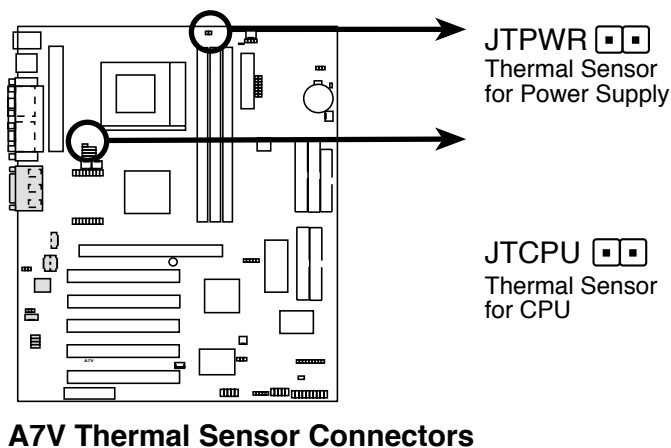 JTPWR
Thermal Sensor
for Power Supply
JTCPU
Thermal Sensor
for CPU
A7V
A7V Thermal Sensor Connectors